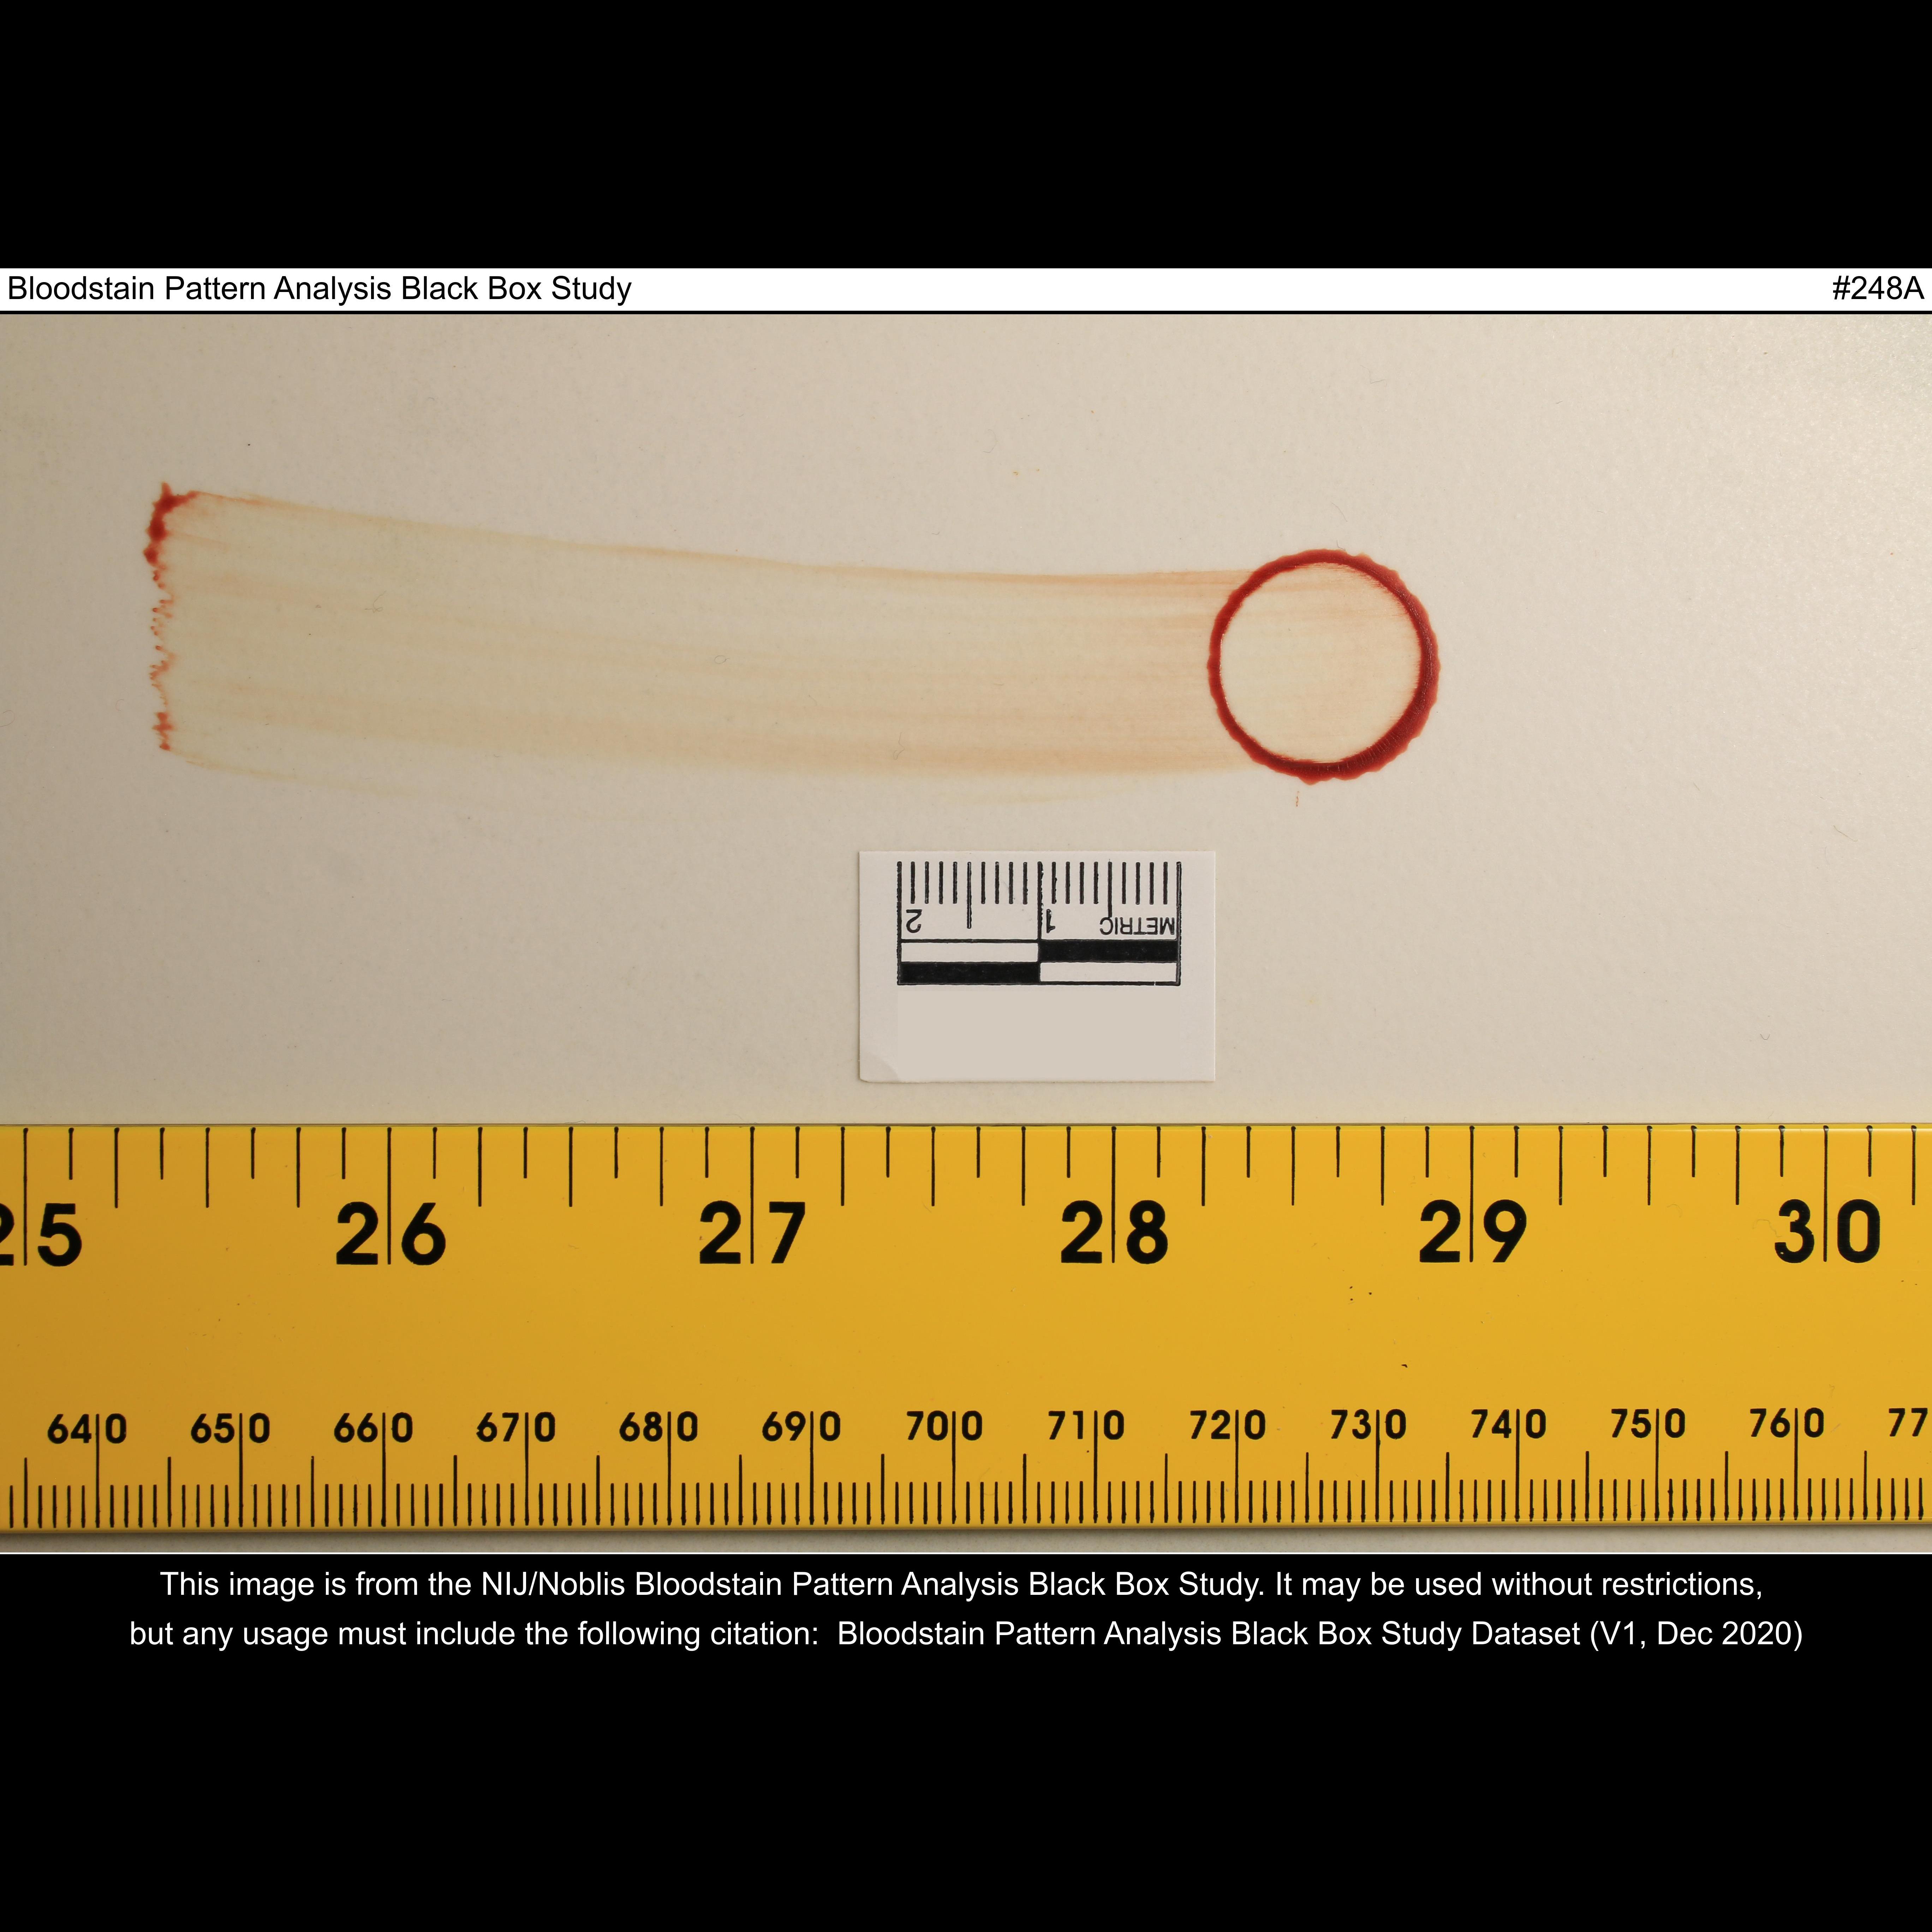 Bloodstain Pattern Analysis Black Box Study #248A
2 1 METRIC
25 26 27 28 29 30
640 650 660 670 680 690 700 710 720 730 740 750 760 77
This image is from the NIJ/Noblis Bloodstain Pattern Analysis Black Box Study. It may be used without restrictions,
but any usage must include the following citation:  Bloodstain Pattern Analysis Black Box Study Dataset (V1, Dec 2020)